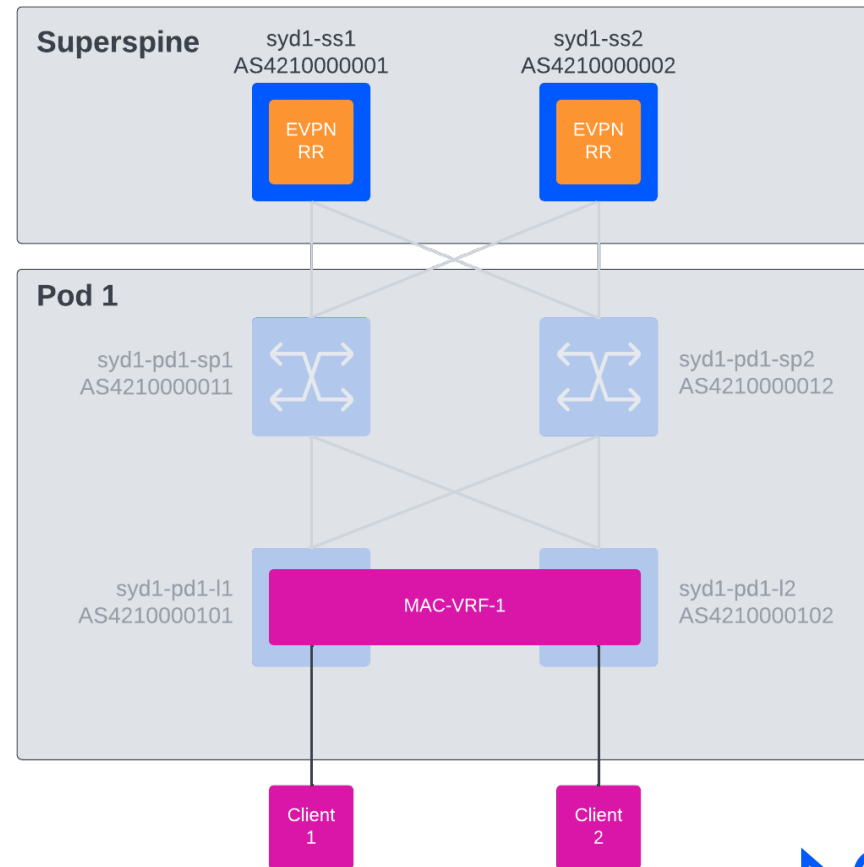 Superspine
syd1-ss1
AS4210000001
syd1-ss2
AS4210000002
EVPN
RR
EVPN
RR
Pod 1
syd1-pd1-sp1
AS4210000011
syd1-pd1-sp2
AS4210000012
syd1-pd1-l1
AS4210000101
MAC-VRF-1
syd1-pd1-l2
AS4210000102
Client
1
Client
2